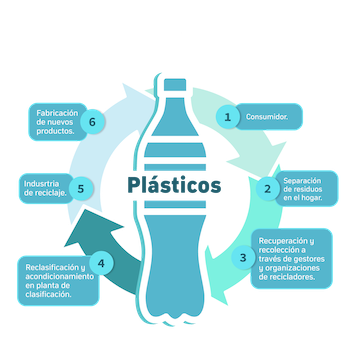 Plásticos
1
Consumidor.
2
Separación
de residuos
en el hogar.
3
Recuperación y
recolección a
través de gestores
y organizaciones
de recicladores.
4
Reclasificación y
acondicionamiento
en planta de
clasificación.
5
Indusrtria
de reciclaje.
6
Fabricación
de nuevos
productos.